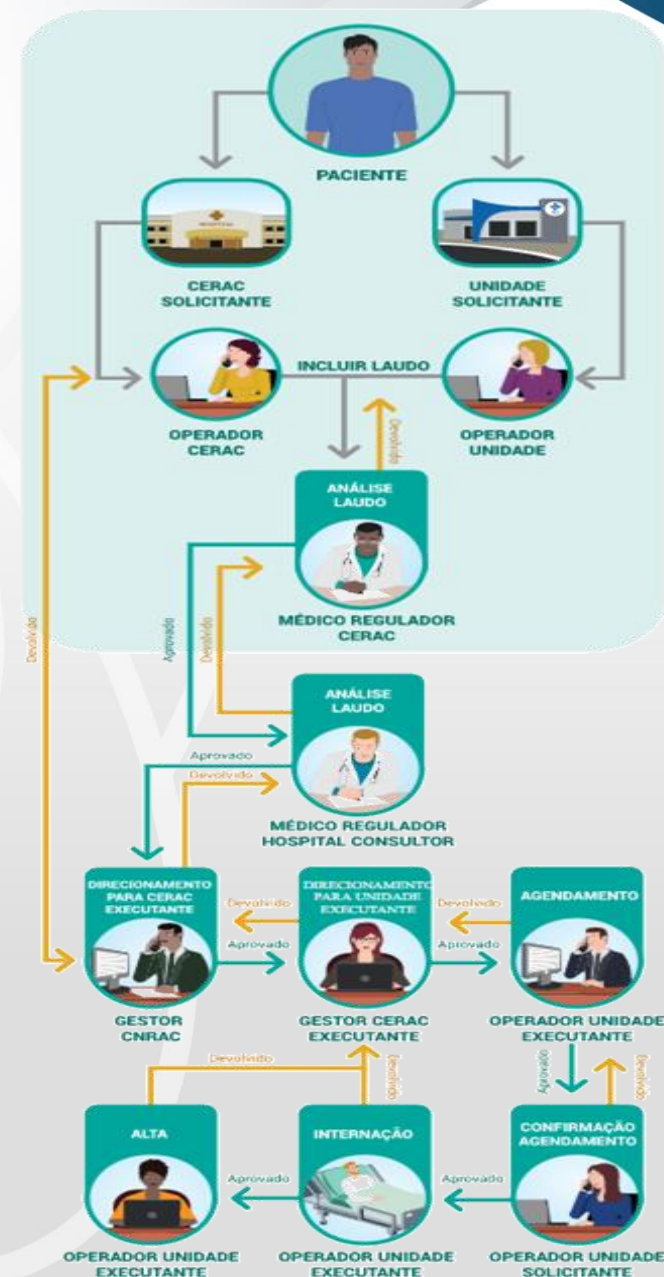 PACIENTE
CERAC
SOLICITANTE
UNIDADE
SOLICITANTE
INCLUIR LAUDO
OPERADOR
CERAC
OPERADOR
UNIDADE
Devolvido
ANÁLISE
LAUDO
MÉDICO REGULADOR
CERAC
Devolvido
Aprovado
Devolvido
ANÁLISE
LAUDO
Aprovado
Devolvido
MÉDICO REGULADOR
HOSPITAL CONSULTOR
DIRECIONAMENTO
PARA CERAC
EXECUTANTE
Devolvido
Aprovado
DIRECIONAMENTO
PARA UNIDADE
EXECUTANTE
Devolvido
Aprovado
AGENDAMENTO
GESTOR
CNRAC
GESTOR CERAC
EXECUTANTE
OPERADOR UNIDADE
EXECUTANTE
Devolvido
Devolvido
Aprovado
Devolvido
ALTA
Aprovado
INTERNAÇÃO
Aprovado
CONFIRMAÇÃO
AGENDAMENTO
OPERADOR UNIDADE
EXECUTANTE
OPERADOR UNIDADE
EXECUTANTE
OPERADOR UNIDADE
SOLICITANTE